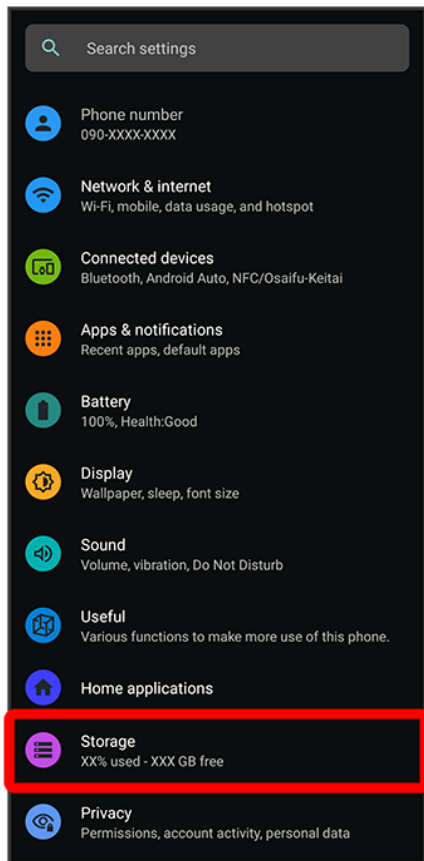 Search settings
Phone number
090-XXXX-XXXX
Network & internet
Wi-Fi, mobile, data usage, and hotspot
Connected devices
Bluetooth, Android Auto, NFC/Osaifu-Keitai
Apps & notifications
Recent apps, default apps
Battery
100%, Health:Good
Display
Wallpaper, sleep, font size
Sound
Volume, vibration, Do Not Disturb
Useful
Various functions to make more use of this phone.
Home applications
Storage
XX% used - XXX GB free
Privacy
Permissions, account activity, personal data